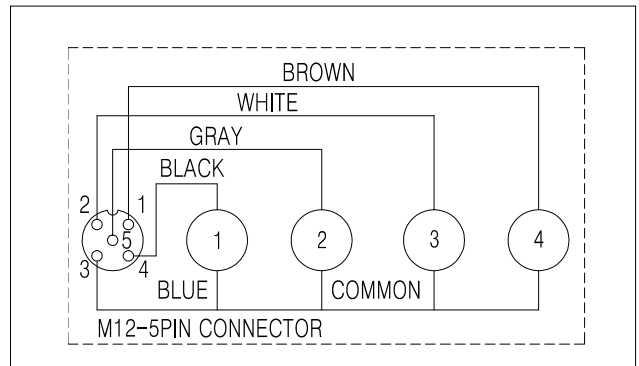 BROWN
WHITE
GRAY
BLACK
2 1
5
3 4
1 2 3 4
BLUE COMMON
M12-5PIN CONNECTOR